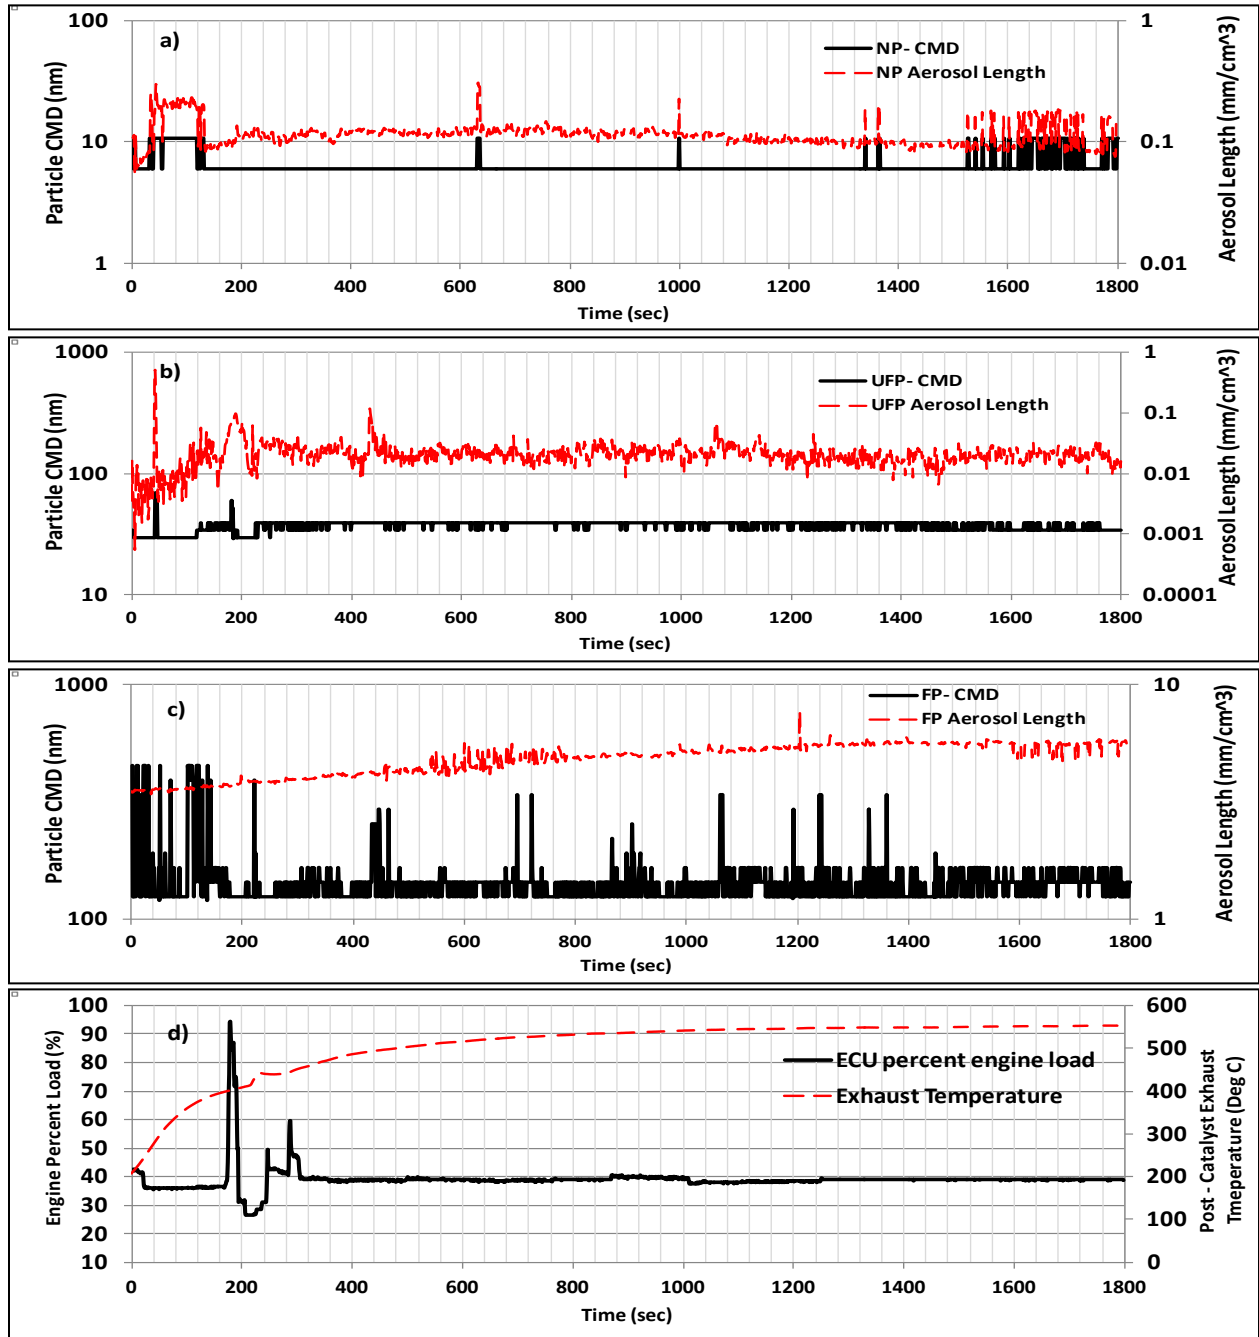 a)
NP- CMD
NP Aerosol Length
Particle CMD (nm)
100
10
1
Aerosol Length (mm/cm^3)
1
0.1
0.01
0 200 400 600 800 1000 1200 1400 1600 1800
Time (sec)
b)
UFP- CMD
UFP Aerosol Length
Particle CMD (nm)
1000
100
10
Aerosol Length (mm/cm^3)
1
0.1
0.01
0.001
0.0001
0 200 400 600 800 1000 1200 1400 1600 1800
Time (sec)
c)
FP- CMD
FP Aerosol Length
Particle CMD (nm)
1000
100
Aerosol Length (mm/cm^3)
10
1
0 200 400 600 800 1000 1200 1400 1600 1800
Time (sec)
d)
ECU percent engine load
Exhaust Temperature
Engine Percent Load (%)
100
90
80
70
60
50
40
30
20
10
Post - Catalyst Exhaust
Tmeperature (Deg C)
600
500
400
300
200
100
0
0 200 400 600 800 1000 1200 1400 1600 1800
Time (sec)